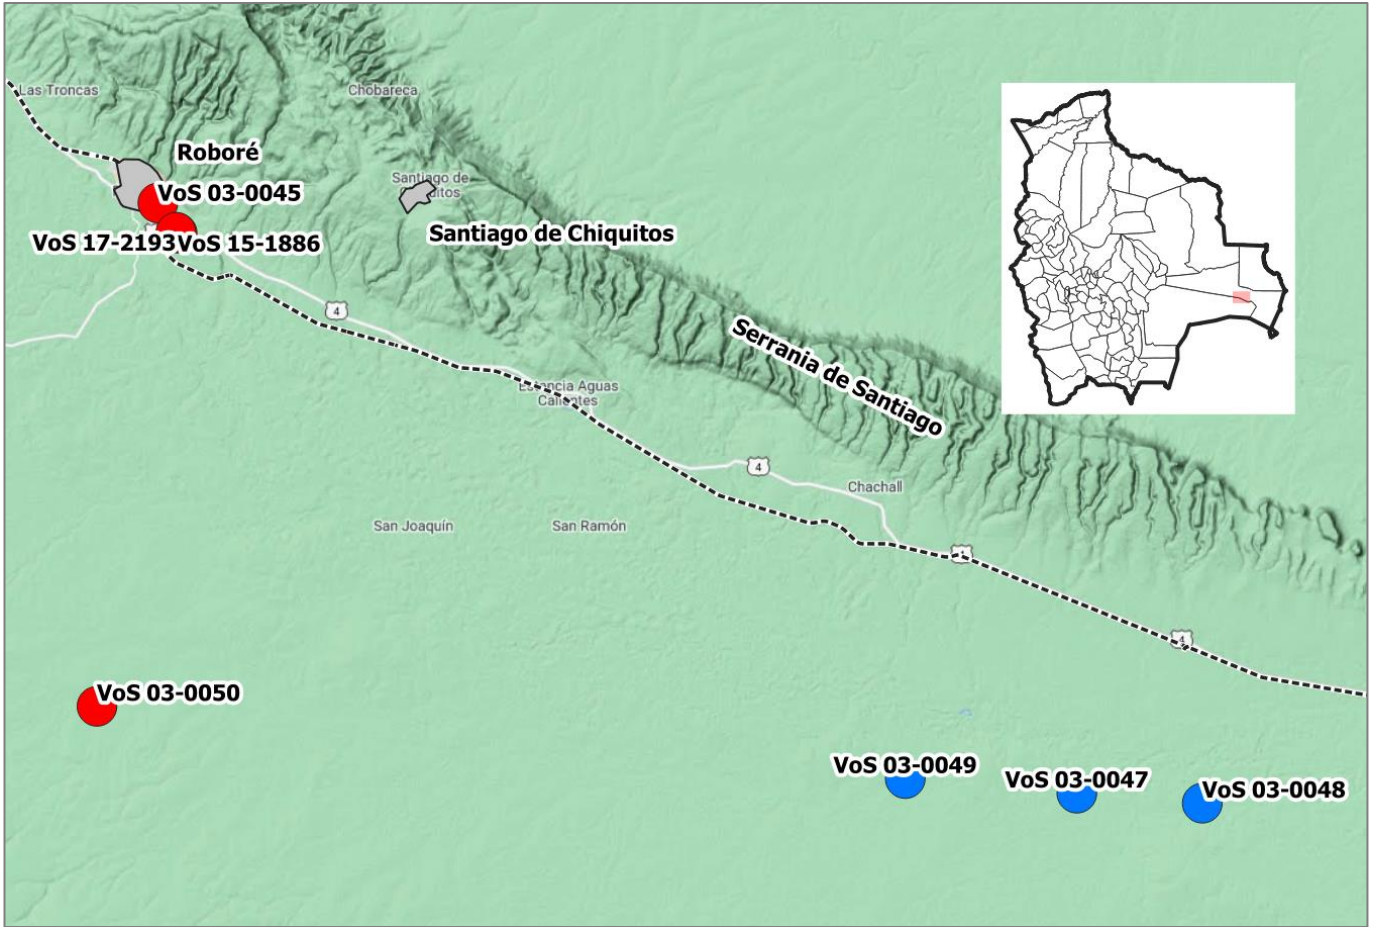 Las Troncas
Chobareca
Roboré
Santiago de
VoS 03-0045
Santiago de Chiquitos
VoS 17-2193
VoS 15-1886
4
Serrania de Santiago
Estancia Aguas
Calientes
4
Chachall
San Joaquín
San Ramón
4
4
VoS 03-0050
VoS 03-0049
VoS 03-0047
VoS 03-0048